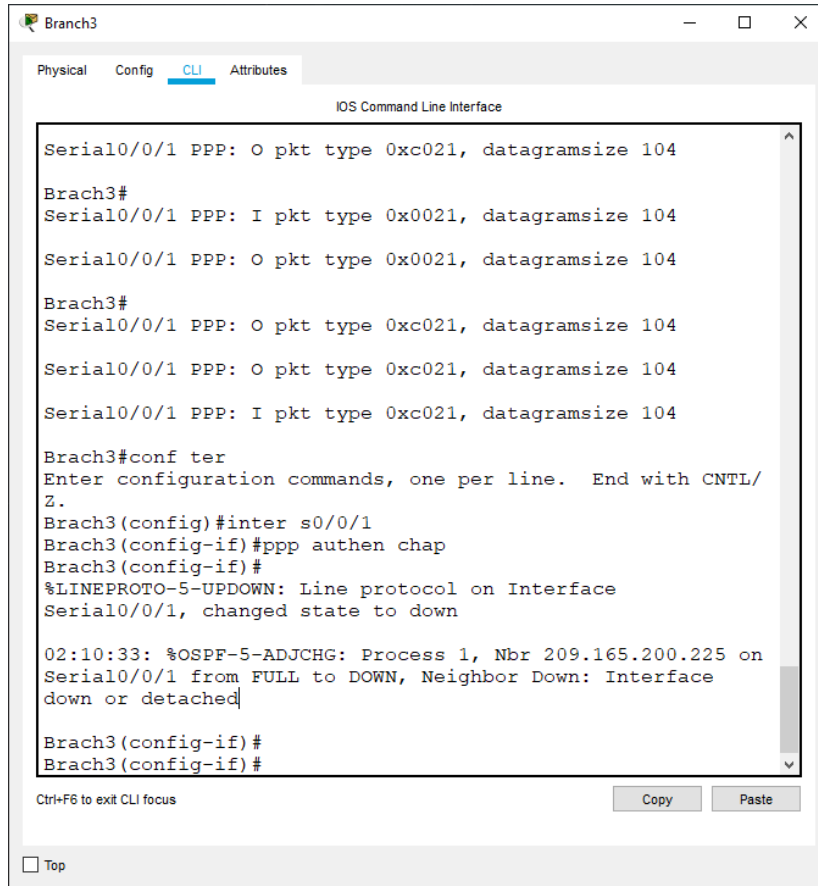 Branch3
Physical Config CLI Attributes
IOS Command Line Interface
Serial0/0/1 PPP: O pkt type 0xc021, datagramsize 104
Brach3#
Serial0/0/1 PPP: I pkt type 0x0021, datagramsize 104
Serial0/0/1 PPP: O pkt type 0x0021, datagramsize 104
Brach3#
Serial0/0/1 PPP: O pkt type 0xc021, datagramsize 104
Serial0/0/1 PPP: O pkt type 0xc021, datagramsize 104
Serial0/0/1 PPP: I pkt type 0xc021, datagramsize 104
Brach3#conf ter
Enter configuration commands, one per line.  End with CNTL/
Z.
Brach3(config)#inter s0/0/1
Brach3(config-if)#ppp authen chap
Brach3(config-if)#
%LINEPROTO-5-UPDOWN: Line protocol on Interface
Serial0/0/1, changed state to down
02:10:33: %OSPF-5-ADJCHG: Process 1, Nbr 209.165.200.225 on
Serial0/0/1 from FULL to DOWN, Neighbor Down: Interface
down or detached
Brach3(config-if)#
Brach3(config-if)#
Ctrl+F6 to exit CLI focus
Copy Paste
Top